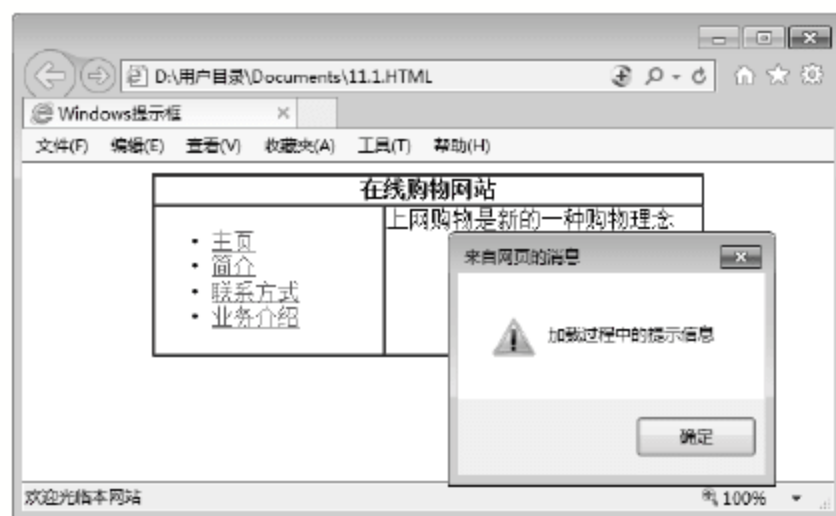 D:\用户目录\Documents\11.1.HTML
Windows提示框
文件(F) 编辑(E) 查看(V) 收藏夹(A) 工具(T) 帮助(H)
在线购物网站
上网购物是新的一种购物理念
• 主页
• 简介
• 联系方式
• 业务介绍
来自网页的消息
加载过程中的提示信息
确定
欢迎光临本网站
100%